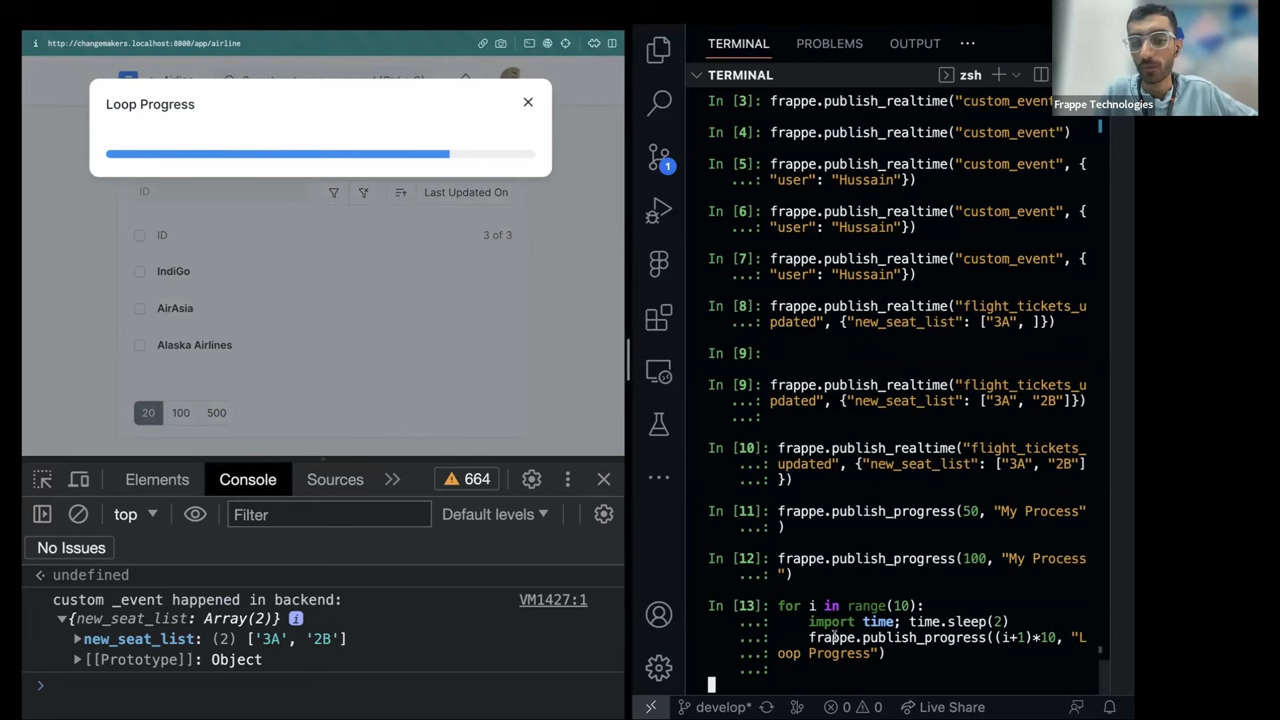 http://changemakers.localhost:8000/app/airline
Loop Progress
ID
Last Updated On
ID
3 of 3
IndiGo
AirAsia
Alaska Airlines
20
100
500
Elements
Console
Sources
664
top
Filter
Default levels
No Issues
undefined
custom _event happened in backend:
VM1427:1
{new_seat_list: Array(2)}
new_seat_list: (2) ['3A', '2B']
[[Prototype]]: Object
TERMINAL
PROBLEMS
OUTPUT
TERMINAL
zsh
1
Frappe Technologies
In [3]: frappe.publish_realtime("custom_event"
In [4]: frappe.publish_realtime("custom_event")
In [5]: frappe.publish_realtime("custom_event", {
...: "user": "Hussain"})
In [6]: frappe.publish_realtime("custom_event", {
...: "user": "Hussain"})
In [7]: frappe.publish_realtime("custom_event", {
...: "user": "Hussain"})
In [8]: frappe.publish_realtime("flight_tickets_u
...: pdated", {"new_seat_list": ["3A", ]})
In [9]:
In [9]: frappe.publish_realtime("flight_tickets_u
...: pdated", {"new_seat_list": ["3A", "2B"]})
...:
In [10]: frappe.publish_realtime("flight_tickets_
...: updated", {"new_seat_list": ["3A", "2B"]
...: })
In [11]: frappe.publish_progress(50, "My Process"
...: )
In [12]: frappe.publish_progress(100, "My Process
...: ")
In [13]: for i in range(10):
...: import time; time.sleep(2)
...: frappe.publish_progress((i+1)*10, "L
...: oop Progress")
...:
develop*
0
0
Live Share